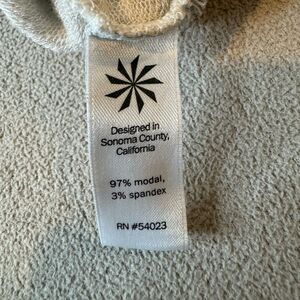 Designed in
Sonoma County,
California
97% modal,
3% spandex
RN #54023